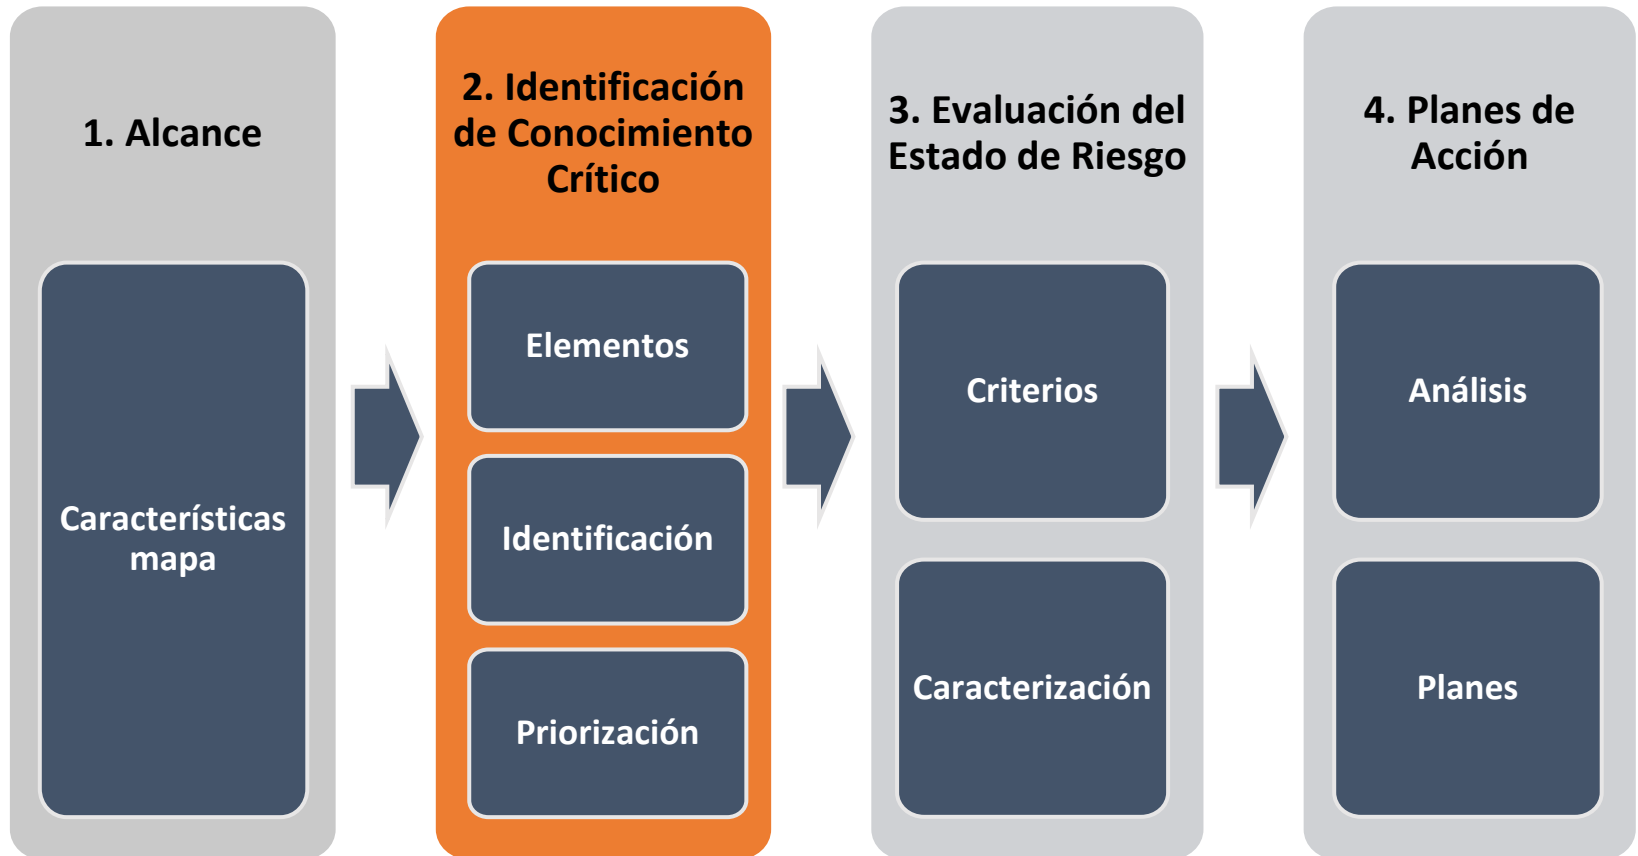 1. Alcance
Características
mapa
2. Identificación
de Conocimiento
Crítico
Elementos
Identificación
Priorización
3. Evaluación del
Estado de Riesgo
Criterios
Caracterización
4. Planes de
Acción
Análisis
Planes